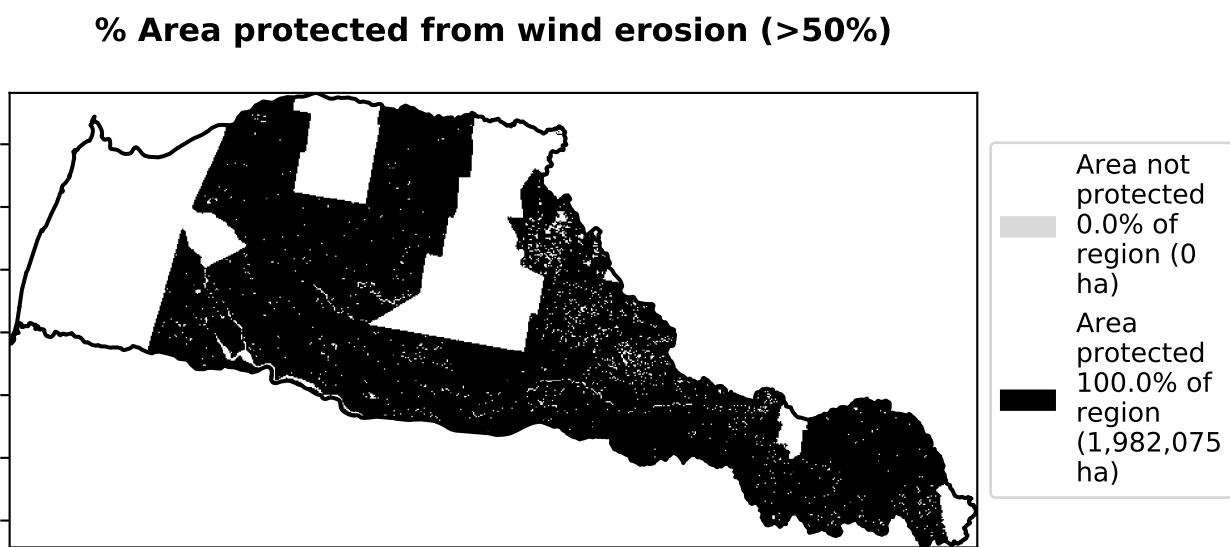 % Area protected from wind erosion (>50%)
Area not
protected
0.0% of
region (0
ha)
Area
protected
100.0% of
region
(1,982,075
ha)